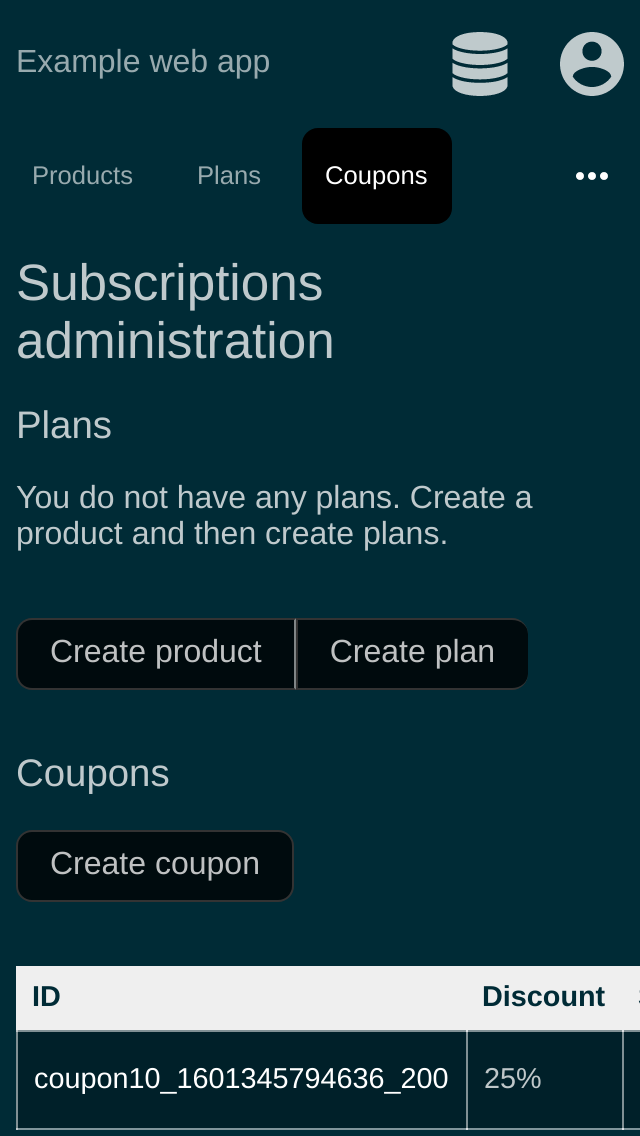 Example web app
Products Plans Coupons
Subscriptions
administration
Plans
You do not have any plans. Create a
product and then create plans.
Create product Create plan
Coupons
Create coupon
ID Discount
coupon10_1601345794636_200 25%